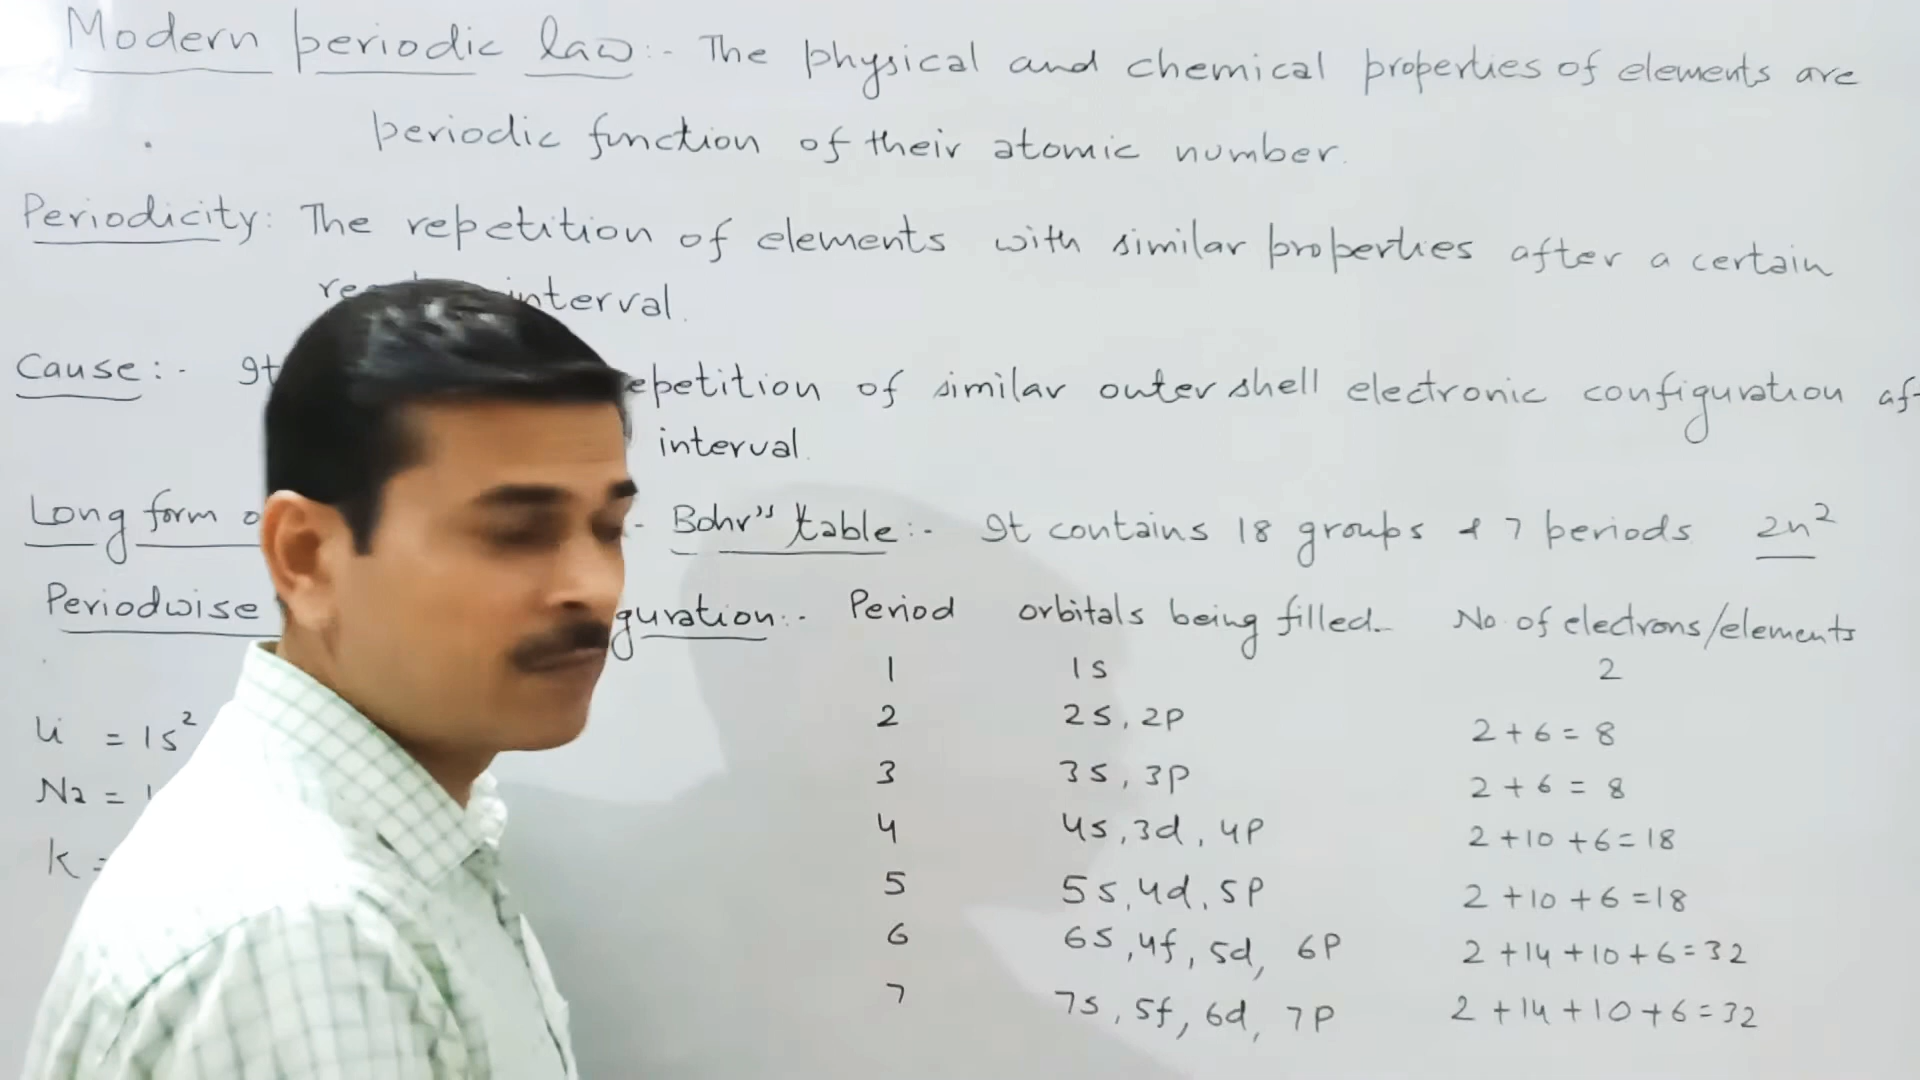 Modern periodic law:- The physical and chemical properties of elements are
periodic function of their atomic number.
Periodicity: The repetition of elements with similar properties after a certain
interval.
Cause:- It repetition of similar outer shell electronic configuration
interval.
Long form Bohr's table:- It contains 18 groups & 7 periods 2n²
Periodwise :- Period orbitals being filled. No. of electrons/elements
1 1s 2
2 2s, 2p 2+6=8
3 3s, 3p 2+6=8
4 4s, 3d, 4p 2+10+6=18
5 5s, 4d, 5p 2+10+6=18
6 6s, 4f, 5d, 6p 2+14+10+6=32
7 7s, 5f, 6d, 7p 2+14+10+6=32
Li = 1s²
Na =
K =